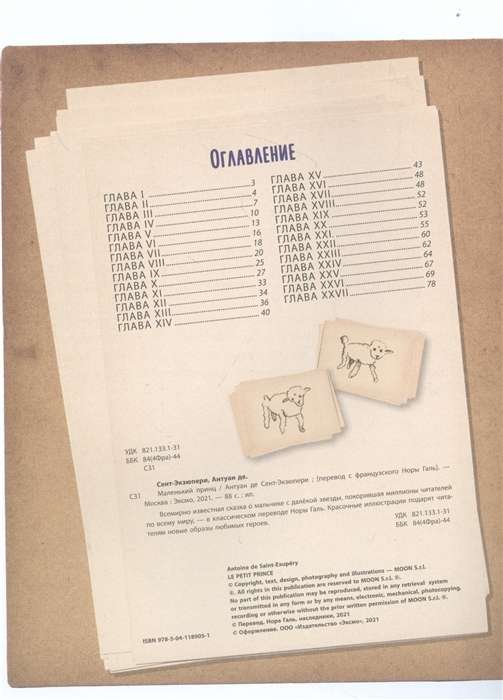 Оглавление
ГЛАВА I 3
ГЛАВА II 4
ГЛАВА III 7
ГЛАВА IV 10
ГЛАВА V 13
ГЛАВА VI 16
ГЛАВА VII 18
ГЛАВА VIII 20
ГЛАВА IX 25
ГЛАВА X 27
ГЛАВА XI 33
ГЛАВА XII 34
ГЛАВА XIII 36
ГЛАВА XIV 40
ГЛАВА XV 43
ГЛАВА XVI 48
ГЛАВА XVII 48
ГЛАВА XVIII 52
ГЛАВА XIX 52
ГЛАВА XX 53
ГЛАВА XXI 55
ГЛАВА XXII 60
ГЛАВА XXIII 62
ГЛАВА XXIV 64
ГЛАВА XXV 67
ГЛАВА XXVI 69
ГЛАВА XXVII 78
УДК 821.133.1-31
ББК 84(4Фра)-44
С31
Сент-Экзюпери, Антуан де.
С31 Маленький принц / Антуан де Сент-Экзюпери ; [перевод с французского Норы Галь]. —
Москва : Эксмо, 2021. — 88 с. : ил.
Всемирно известная сказка о мальчике с далёкой звезды, покорившая миллионы читателей
по всему миру, — в классическом переводе Норы Галь. Красочные иллюстрации подарят чита-
телям новые образы любимых героев.
УДК 821.133.1-31
ББК 84(4Фра)-44
Antoine de Saint-Exupéry
LE PETIT PRINCE
© Copyright, text, design, photography and illustrations — MOON S.r.l.
®. All rights in this publication are reserved to MOON S.r.l. ®.
No part of this publication may be reproduced, stored in any retrieval system
or transmitted in any form or by any means, electronic, mechanical, photocopying,
recording or otherwise without the prior written permission of MOON S.r.l. ®.
© Перевод. Нора Галь, наследники, 2021
ISBN 978-5-04-118905-1
© Оформление. ООО «Издательство «Эксмо», 2021